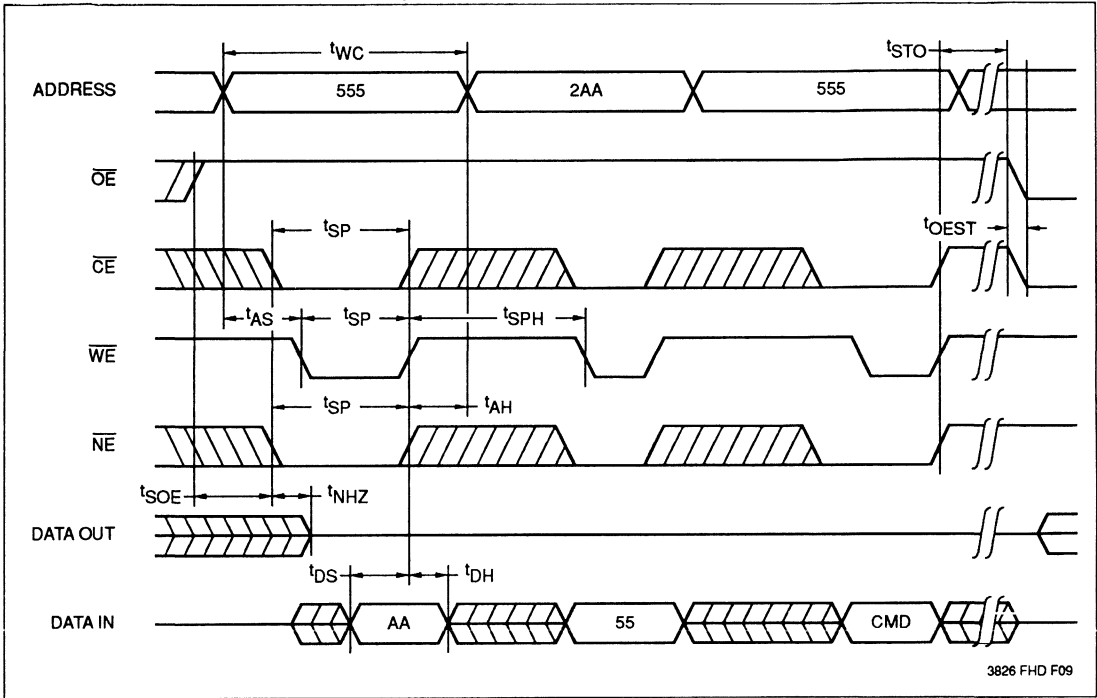 tWC
tSTO
ADDRESS
555
2AA
555
OE
tOEST
tSP
CE
tAS
tSP
tSPH
WE
tSP
tAH
NE
tSOE
tNHZ
DATA OUT
tDS
tDH
DATA IN
AA
55
CMD
3826 FHD F09